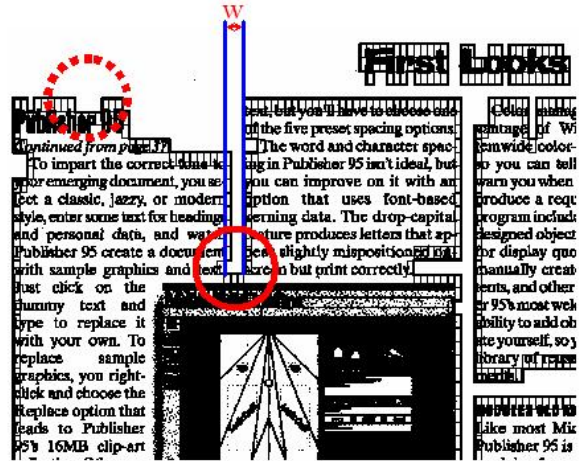 W
First Looks
Publisher 95
Continued from page 37
To impart the correct tone to
your emerging document, you se-
lect a classic, jazzy, or modern
style, enter some text for headings
and personal data, and watch
Publisher 95 create a document
with sample graphics and text.
Just click on the
dummy text and
type to replace it
with your own. To
replace sample
graphics, you right-
click and choose the
Replace option that
leads to Publisher
95's 16MB clip-art
text, but you'll have to choose one
of the five preset spacing options.
The word and character spac-
ing in Publisher 95 isn't ideal, but
you can improve on it with an
option that uses font-based
kerning data. The drop-capital
feature produces letters that ap-
pear slightly mispositioned on-
screen but print correctly.
Color
vantage of Wi
temwide color-
so you can tell
warn you when
produce a requ
program includ
designed object
for display quo
manually creat
ments, and other
er 95's most wel
ability to add ob
ate yourself, so y
library of
media.
Like most Mic
Publisher 95 is